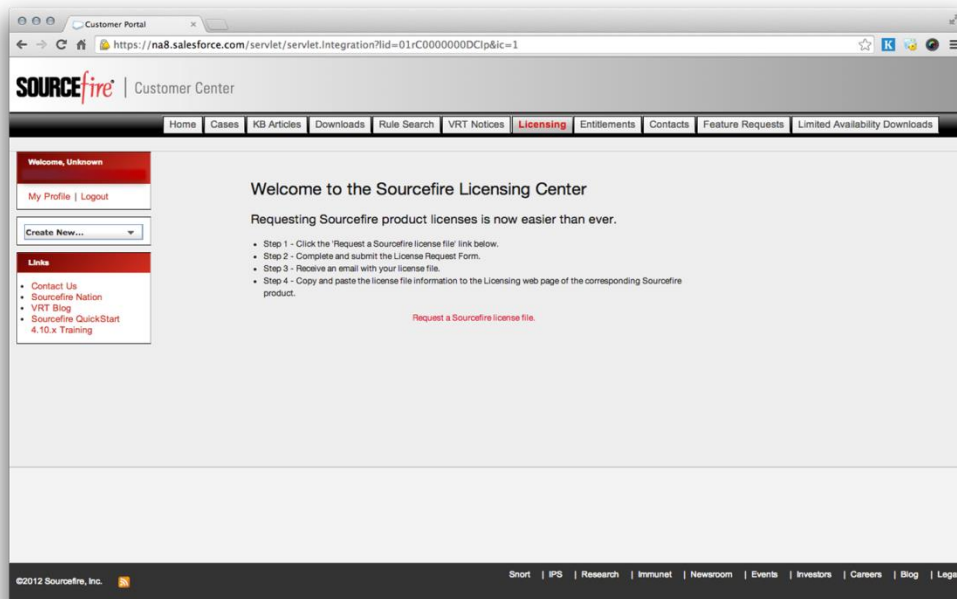 Customer Portal
https://na8.salesforce.com/servlet/servlet.Integration?lid=01rC0000000DCIp&ic=1
SOURCEfire | Customer Center
Home Cases KB Articles Downloads Rule Search VRT Notices Licensing Entitlements Contacts Feature Requests Limited Availability Downloads
Welcome, Unknown
My Profile | Logout
Create New...
Links
Contact Us
Sourcefire Nation
VRT Blog
Sourcefire QuickStart
4.10.x Training
Welcome to the Sourcefire Licensing Center
Requesting Sourcefire product licenses is now easier than ever.
Step 1 - Click the 'Request a Sourcefire license file' link below.
Step 2 - Complete and submit the License Request Form.
Step 3 - Receive an email with your license file.
Step 4 - Copy and paste the license file information to the Licensing web page of the corresponding Sourcefire
product.
Request a Sourcefire license file.
©2012 Sourcefire, Inc.
Snort | IPS | Research | Immunet | Newsroom | Events | Investors | Careers | Blog | Legal